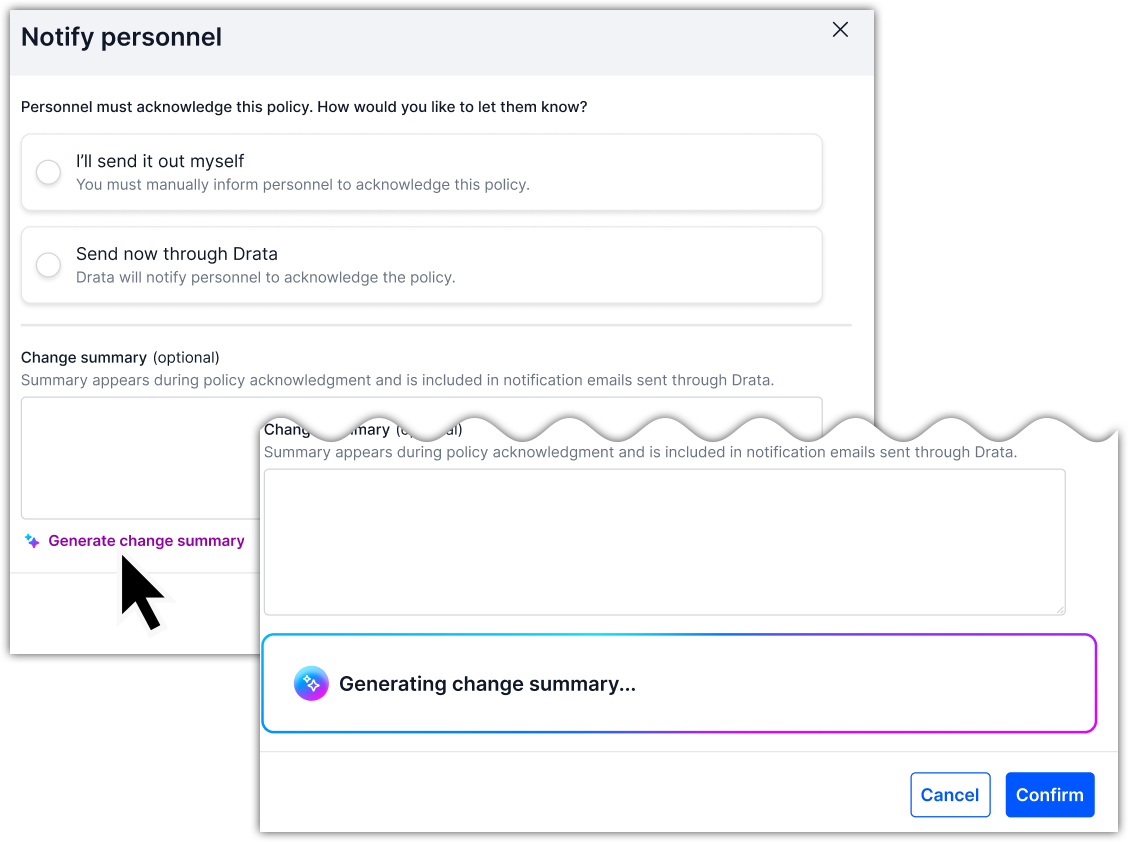 Notify personnel
Personnel must acknowledge this policy. How would you like to let them know?
I'll send it out myself
You must manually inform personnel to acknowledge this policy.
Send now through Drata
Drata will notify personnel to acknowledge the policy.
Change summary (optional)
Summary appears during policy acknowledgment and is included in notification emails sent through Drata.
Generate change summary
Change summary (optional)
Summary appears during policy acknowledgment and is included in notification emails sent through Drata.
Generating change summary...
Cancel
Confirm